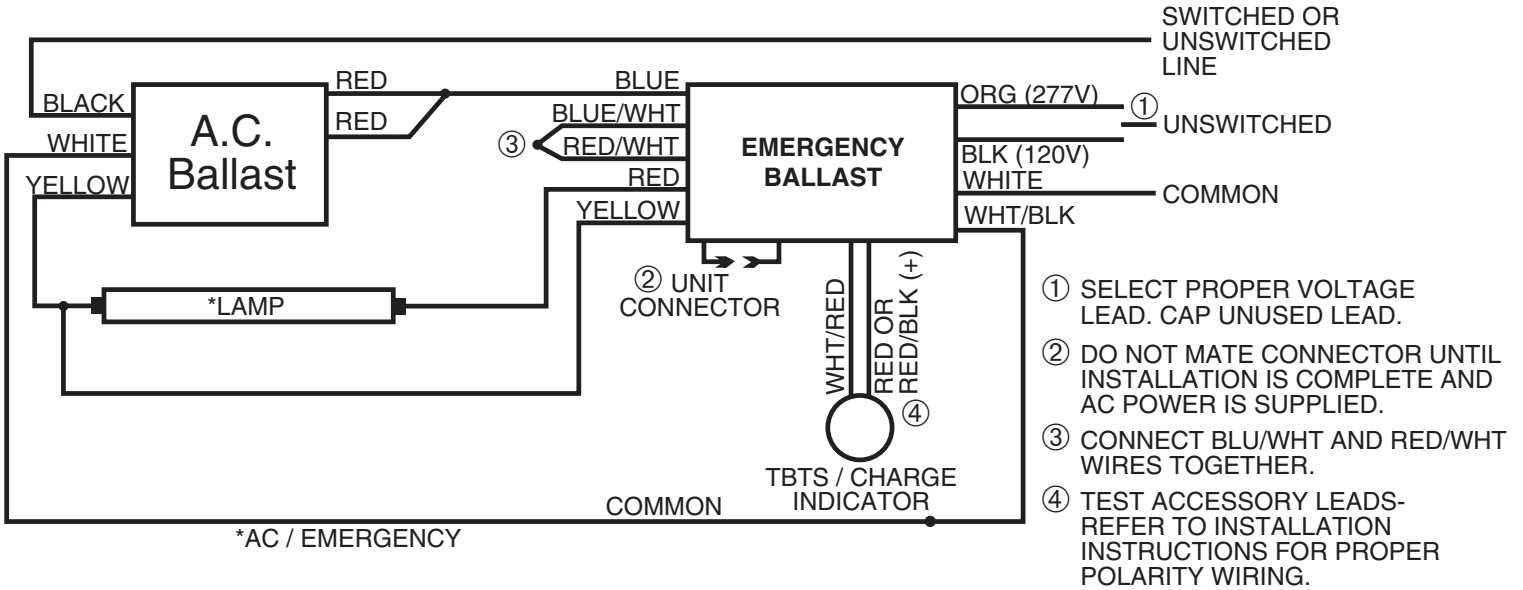 SWITCHED OR
UNSWITCHED
LINE
BLACK
WHITE
YELLOW
A.C.
Ballast
RED
RED
BLUE
BLUE/WHT
③
RED/WHT
RED
YELLOW
EMERGENCY
BALLAST
ORG (277V)
①
UNSWITCHED
BLK (120V)
WHITE
COMMON
WHT/BLK
*LAMP
② UNIT
CONNECTOR
WHT/RED
RED OR
RED/BLK (+)
④
TBTS / CHARGE
INDICATOR
COMMON
*AC / EMERGENCY
① SELECT PROPER VOLTAGE
LEAD. CAP UNUSED LEAD.
② DO NOT MATE CONNECTOR UNTIL
INSTALLATION IS COMPLETE AND
AC POWER IS SUPPLIED.
③ CONNECT BLU/WHT AND RED/WHT
WIRES TOGETHER.
④ TEST ACCESSORY LEADS-
REFER TO INSTALLATION
INSTRUCTIONS FOR PROPER
POLARITY WIRING.